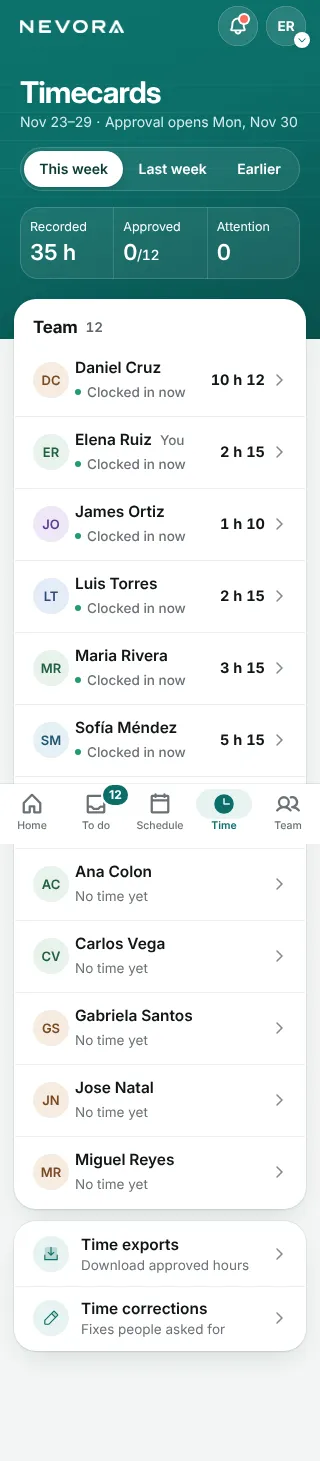 NEVORA
ER
Timecards
Nov 23–29 · Approval opens Mon, Nov 30
This week
Last week
Earlier
Recorded
35 h
Approved
0/12
Attention
0
Team 12
DC
Daniel Cruz
Clocked in now
10 h 12
ER
Elena Ruiz You
Clocked in now
2 h 15
JO
James Ortiz
Clocked in now
1 h 10
LT
Luis Torres
Clocked in now
2 h 15
MR
Maria Rivera
Clocked in now
3 h 15
SM
Sofía Méndez
Clocked in now
5 h 15
Home
12
To do
Schedule
Time
Team
AC
Ana Colon
No time yet
CV
Carlos Vega
No time yet
GS
Gabriela Santos
No time yet
JN
Jose Natal
No time yet
MR
Miguel Reyes
No time yet
Time exports
Download approved hours
Time corrections
Fixes people asked for